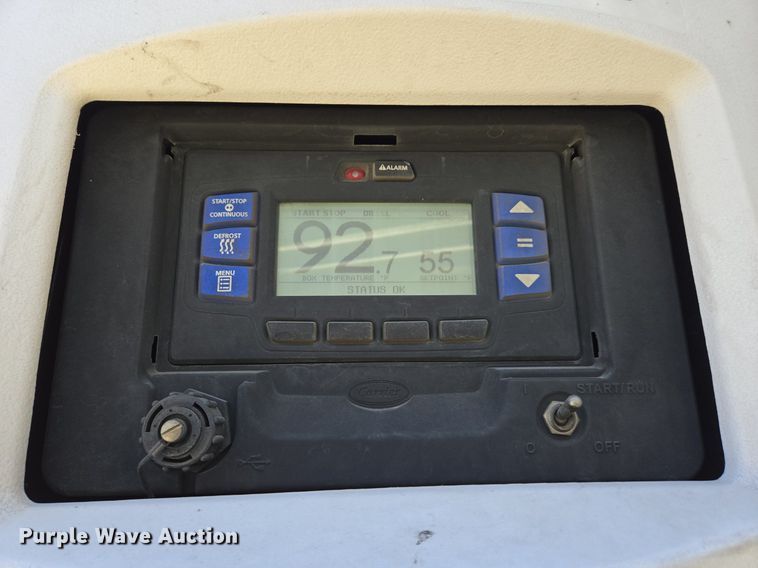 ALARM
START/STOP
CONTINUOUS
DEFROST
MENU
START STOP COOL
92.7 55
BOX TEMPERATURE °F SETPOINT °F
STATUS OK
Carrier
I START/RUN
O OFF
Purple Wave Auction